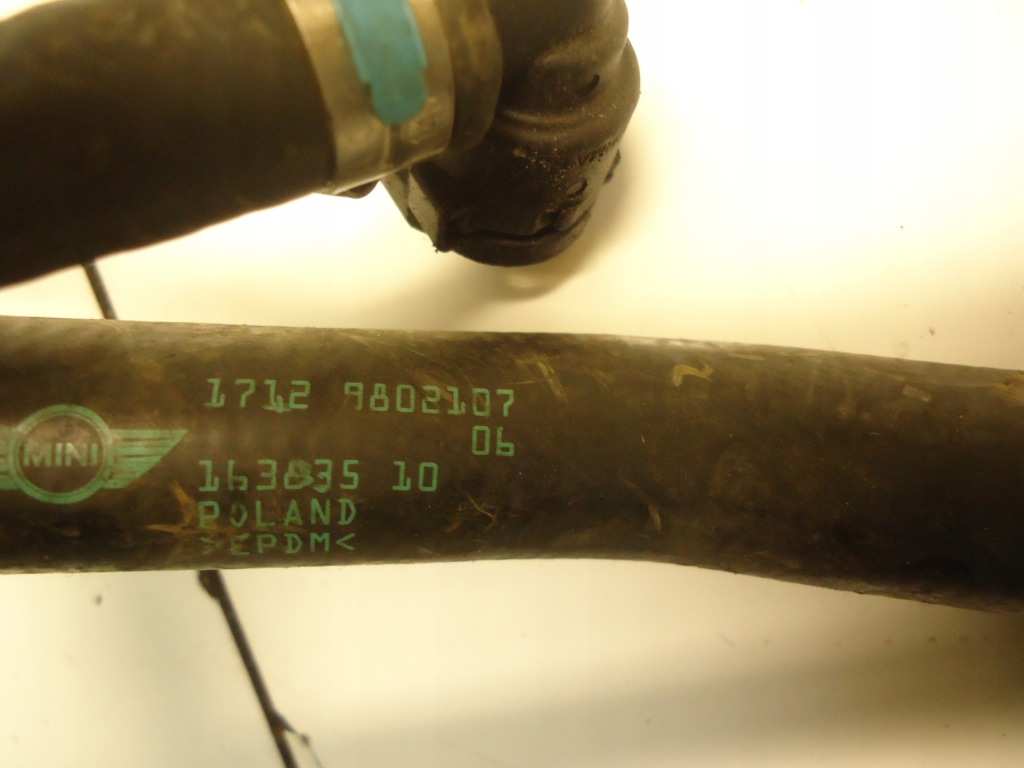 1712 9802107
06
MINI
163835 10
POLAND
>EPDM<